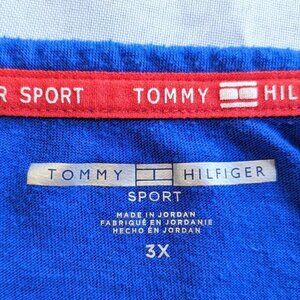 R SPORT TOMMY HIL
TOMMY HILFIGER
SPORT
MADE IN JORDAN
FABRIQUÉ EN JORDANIE
HECHO EN JORDAN
3X